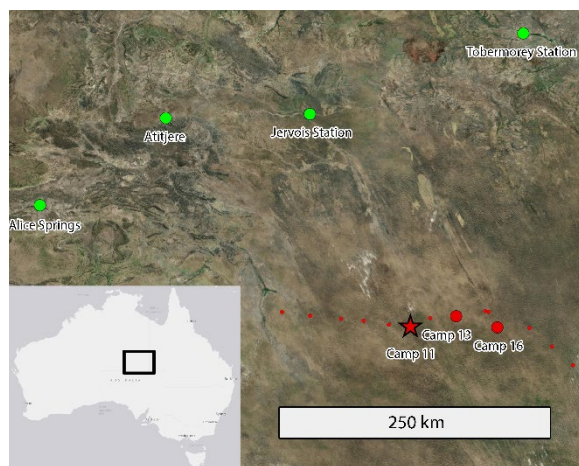 Tobermorey Station
Atitjere
Jervois Station
Alice Springs
Camp 13
Camp 11
Camp 16
250 km